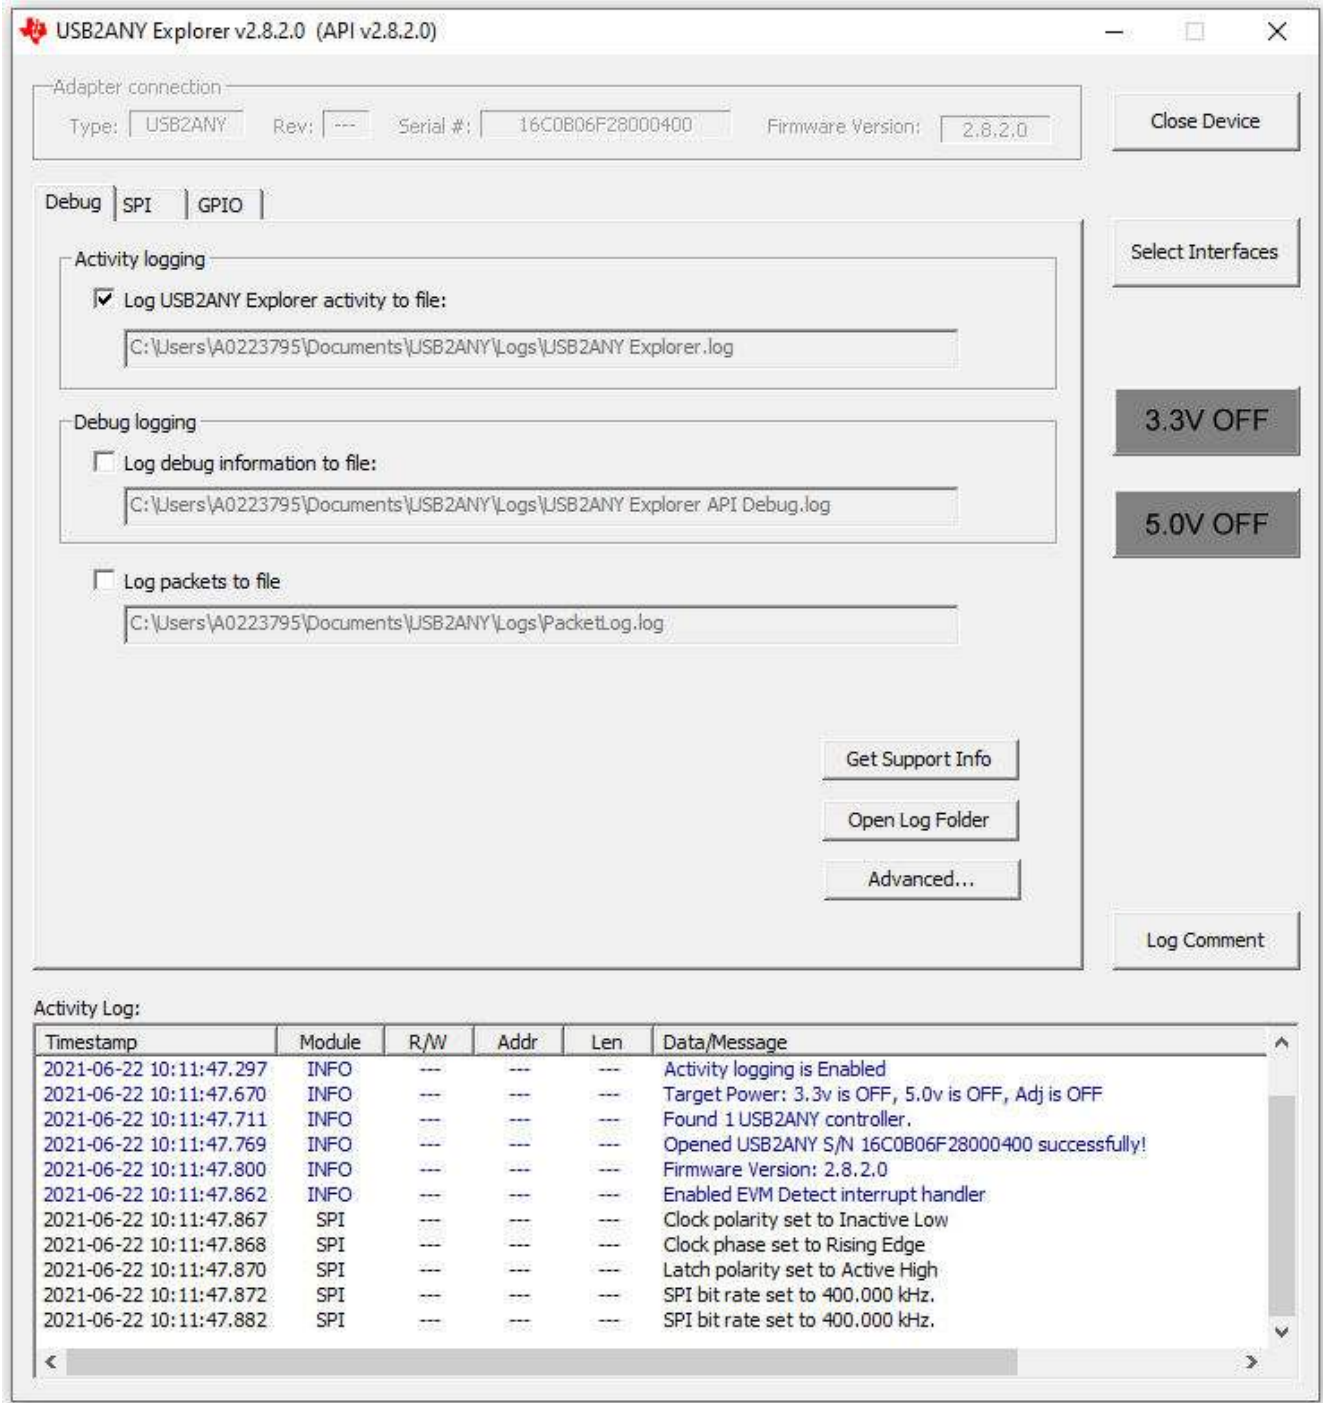 USB2ANY Explorer v2.8.2.0 (API v2.8.2.0)
Adapter connection
Type: USB2ANY Rev: --- Serial #: 16C0B06F28000400 Firmware Version: 2.8.2.0
Close Device
Debug SPI GPIO
Select Interfaces
Activity logging
Log USB2ANY Explorer activity to file:
C:\Users\A0223795\Documents\USB2ANY\Logs\USB2ANY Explorer.log
3.3V OFF
Debug logging
Log debug information to file:
C:\Users\A0223795\Documents\USB2ANY\Logs\USB2ANY Explorer API Debug.log
5.0V OFF
Log packets to file
C:\Users\A0223795\Documents\USB2ANY\Logs\PacketLog.log
Get Support Info
Open Log Folder
Advanced...
Log Comment
Activity Log:
Timestamp Module R/W Addr Len Data/Message
2021-06-22 10:11:47.297 INFO --- --- --- Activity logging is Enabled
2021-06-22 10:11:47.670 INFO --- --- --- Target Power: 3.3v is OFF, 5.0v is OFF, Adj is OFF
2021-06-22 10:11:47.711 INFO --- --- --- Found 1 USB2ANY controller.
2021-06-22 10:11:47.769 INFO --- --- --- Opened USB2ANY S/N 16C0B06F28000400 successfully!
2021-06-22 10:11:47.800 INFO --- --- --- Firmware Version: 2.8.2.0
2021-06-22 10:11:47.862 INFO --- --- --- Enabled EVM Detect interrupt handler
2021-06-22 10:11:47.867 SPI --- --- --- Clock polarity set to Inactive Low
2021-06-22 10:11:47.868 SPI --- --- --- Clock phase set to Rising Edge
2021-06-22 10:11:47.870 SPI --- --- --- Latch polarity set to Active High
2021-06-22 10:11:47.872 SPI --- --- --- SPI bit rate set to 400.000 kHz.
2021-06-22 10:11:47.882 SPI --- --- --- SPI bit rate set to 400.000 kHz.